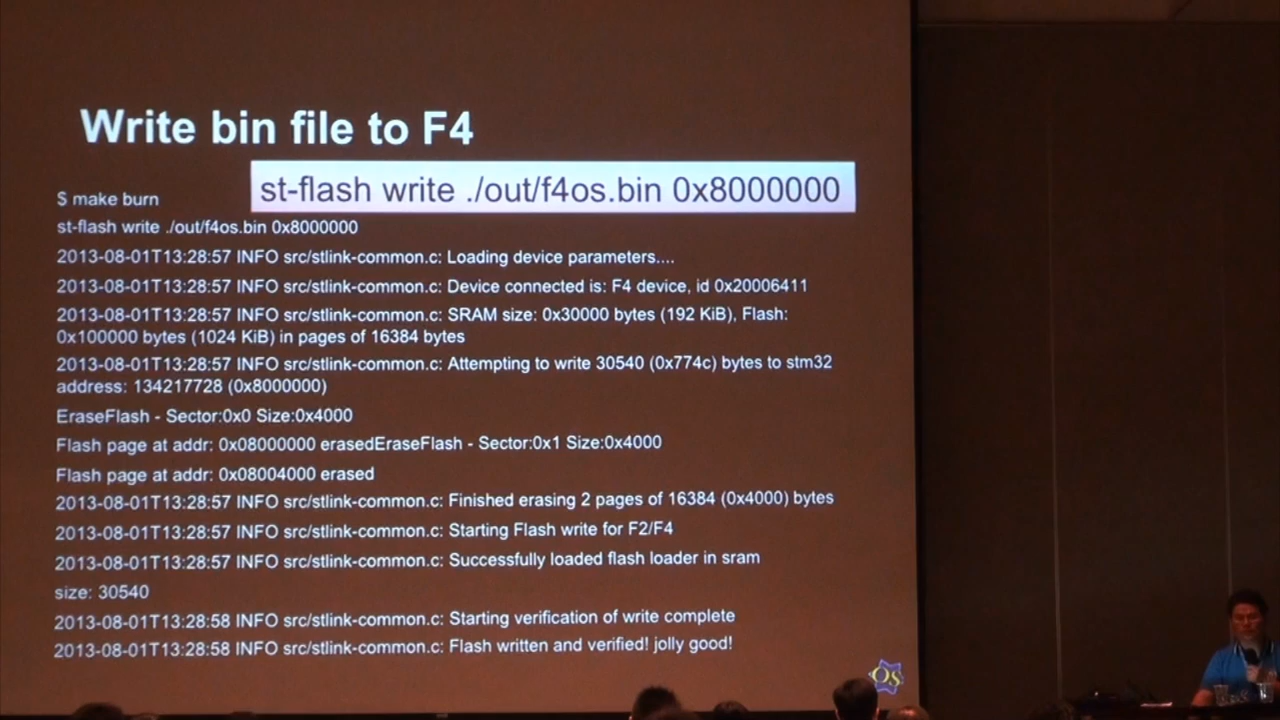 Write bin file to F4
st-flash write ./out/f4os.bin 0x8000000
$ make burn
st-flash write ./out/f4os.bin 0x8000000
2013-08-01T13:28:57 INFO src/stlink-common.c: Loading device parameters....
2013-08-01T13:28:57 INFO src/stlink-common.c: Device connected is: F4 device, id 0x20006411
2013-08-01T13:28:57 INFO src/stlink-common.c: SRAM size: 0x30000 bytes (192 KiB), Flash:
0x100000 bytes (1024 KiB) in pages of 16384 bytes
2013-08-01T13:28:57 INFO src/stlink-common.c: Attempting to write 30540 (0x774c) bytes to stm32
address: 134217728 (0x8000000)
EraseFlash - Sector:0x0 Size:0x4000
Flash page at addr: 0x08000000 erasedEraseFlash - Sector:0x1 Size:0x4000
Flash page at addr: 0x08004000 erased
2013-08-01T13:28:57 INFO src/stlink-common.c: Finished erasing 2 pages of 16384 (0x4000) bytes
2013-08-01T13:28:57 INFO src/stlink-common.c: Starting Flash write for F2/F4
2013-08-01T13:28:57 INFO src/stlink-common.c: Successfully loaded flash loader in sram
size: 30540
2013-08-01T13:28:58 INFO src/stlink-common.c: Starting verification of write complete
2013-08-01T13:28:58 INFO src/stlink-common.c: Flash written and verified! jolly good!
OS